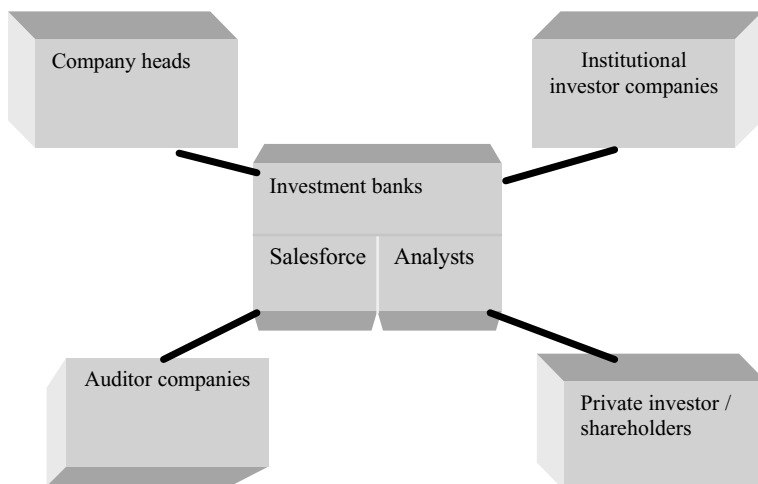 Company heads
Institutional
investor companies
Investment banks
Salesforce
Analysts
Auditor companies
Private investor /
shareholders